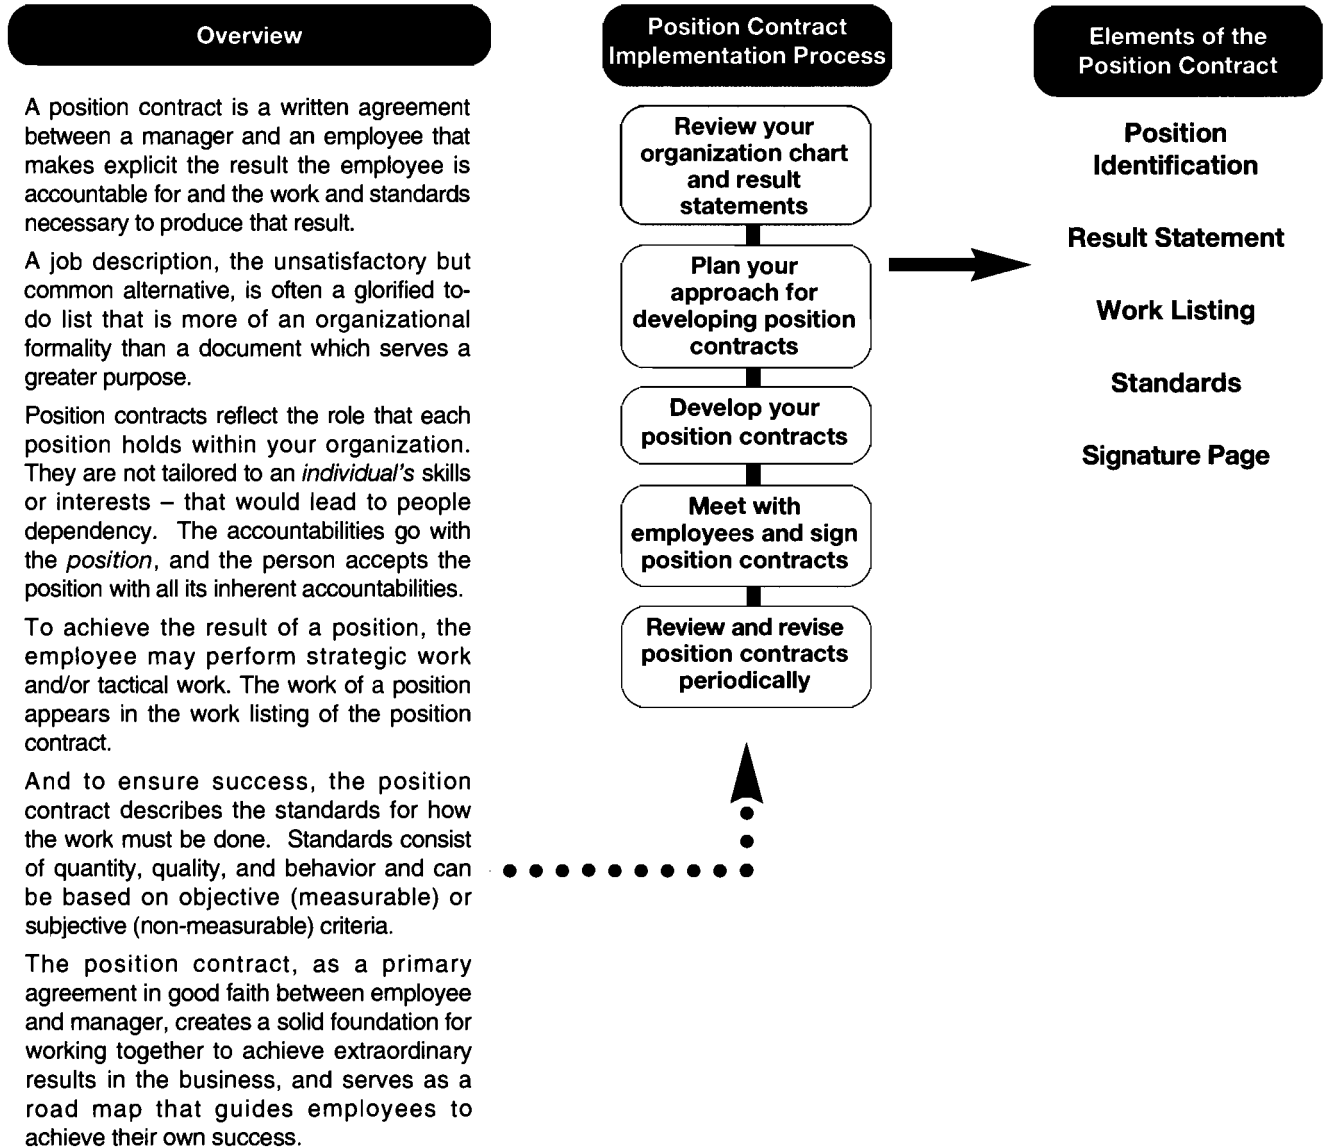 Overview
A position contract is a written agreement
between a manager and an employee that
makes explicit the result the employee is
accountable for and the work and standards
necessary to produce that result.
A job description, the unsatisfactory but
common alternative, is often a glorified to-
do list that is more of an organizational
formality than a document which serves a
greater purpose.
Position contracts reflect the role that each
position holds within your organization.
They are not tailored to an individual's skills
or interests – that would lead to people
dependency. The accountabilities go with
the position, and the person accepts the
position with all its inherent accountabilities.
To achieve the result of a position, the
employee may perform strategic work
and/or tactical work. The work of a position
appears in the work listing of the position
contract.
And to ensure success, the position
contract describes the standards for how
the work must be done. Standards consist
of quantity, quality, and behavior and can
be based on objective (measurable) or
subjective (non-measurable) criteria.
The position contract, as a primary
agreement in good faith between employee
and manager, creates a solid foundation for
working together to achieve extraordinary
results in the business, and serves as a
road map that guides employees to
achieve their own success.
Position Contract
Implementation Process
Review your
organization chart
and result
statements
Plan your
approach for
developing position
contracts
Develop your
position contracts
Meet with
employees and sign
position contracts
Review and revise
position contracts
periodically
Elements of the
Position Contract
Position
Identification
Result Statement
Work Listing
Standards
Signature Page